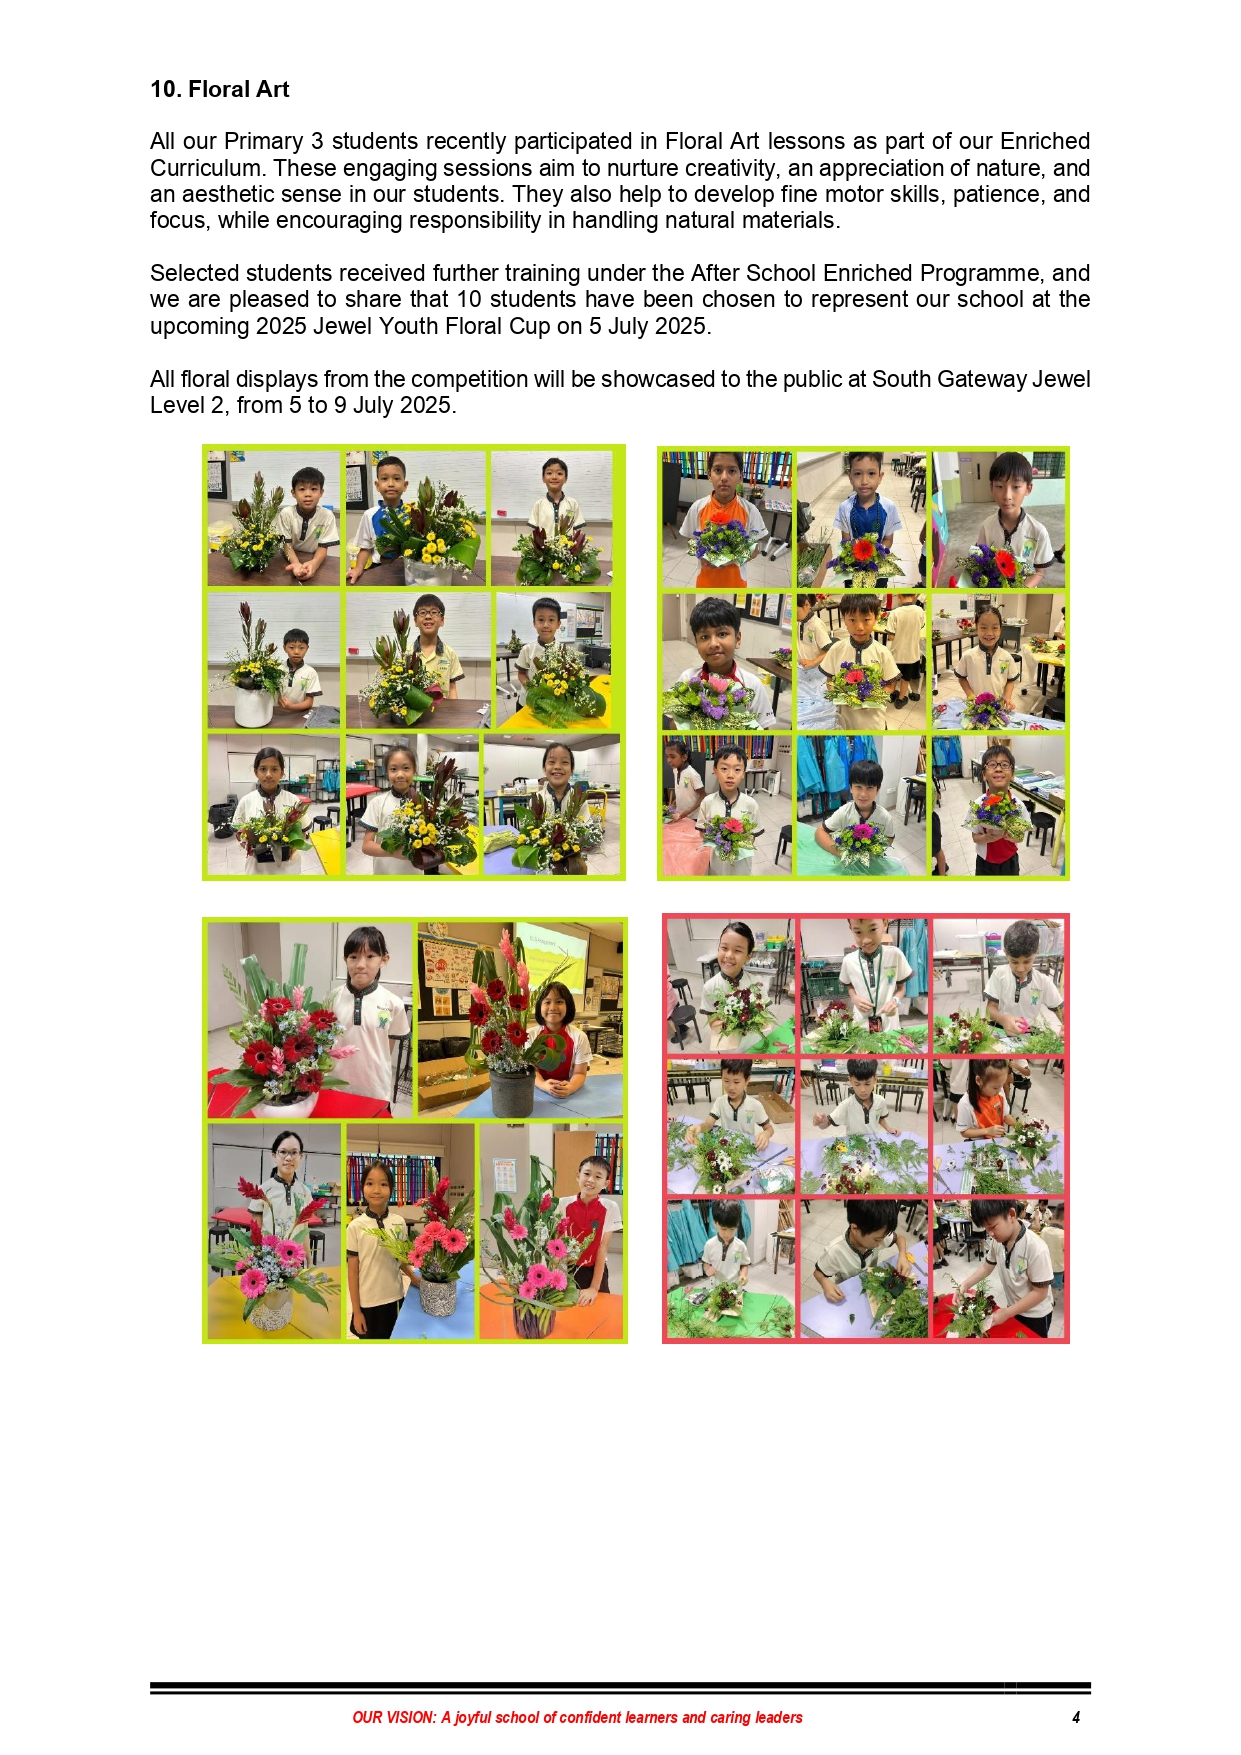 10. Floral Art
All our Primary 3 students recently participated in Floral Art lessons as part of our Enriched
Curriculum. These engaging sessions aim to nurture creativity, an appreciation of nature, and
an aesthetic sense in our students. They also help to develop fine motor skills, patience, and
focus, while encouraging responsibility in handling natural materials.
Selected students received further training under the After School Enriched Programme, and
we are pleased to share that 10 students have been chosen to represent our school at the
upcoming 2025 Jewel Youth Floral Cup on 5 July 2025.
All floral displays from the competition will be showcased to the public at South Gateway Jewel
Level 2, from 5 to 9 July 2025.
OUR VISION: A joyful school of confident learners and caring leaders
4